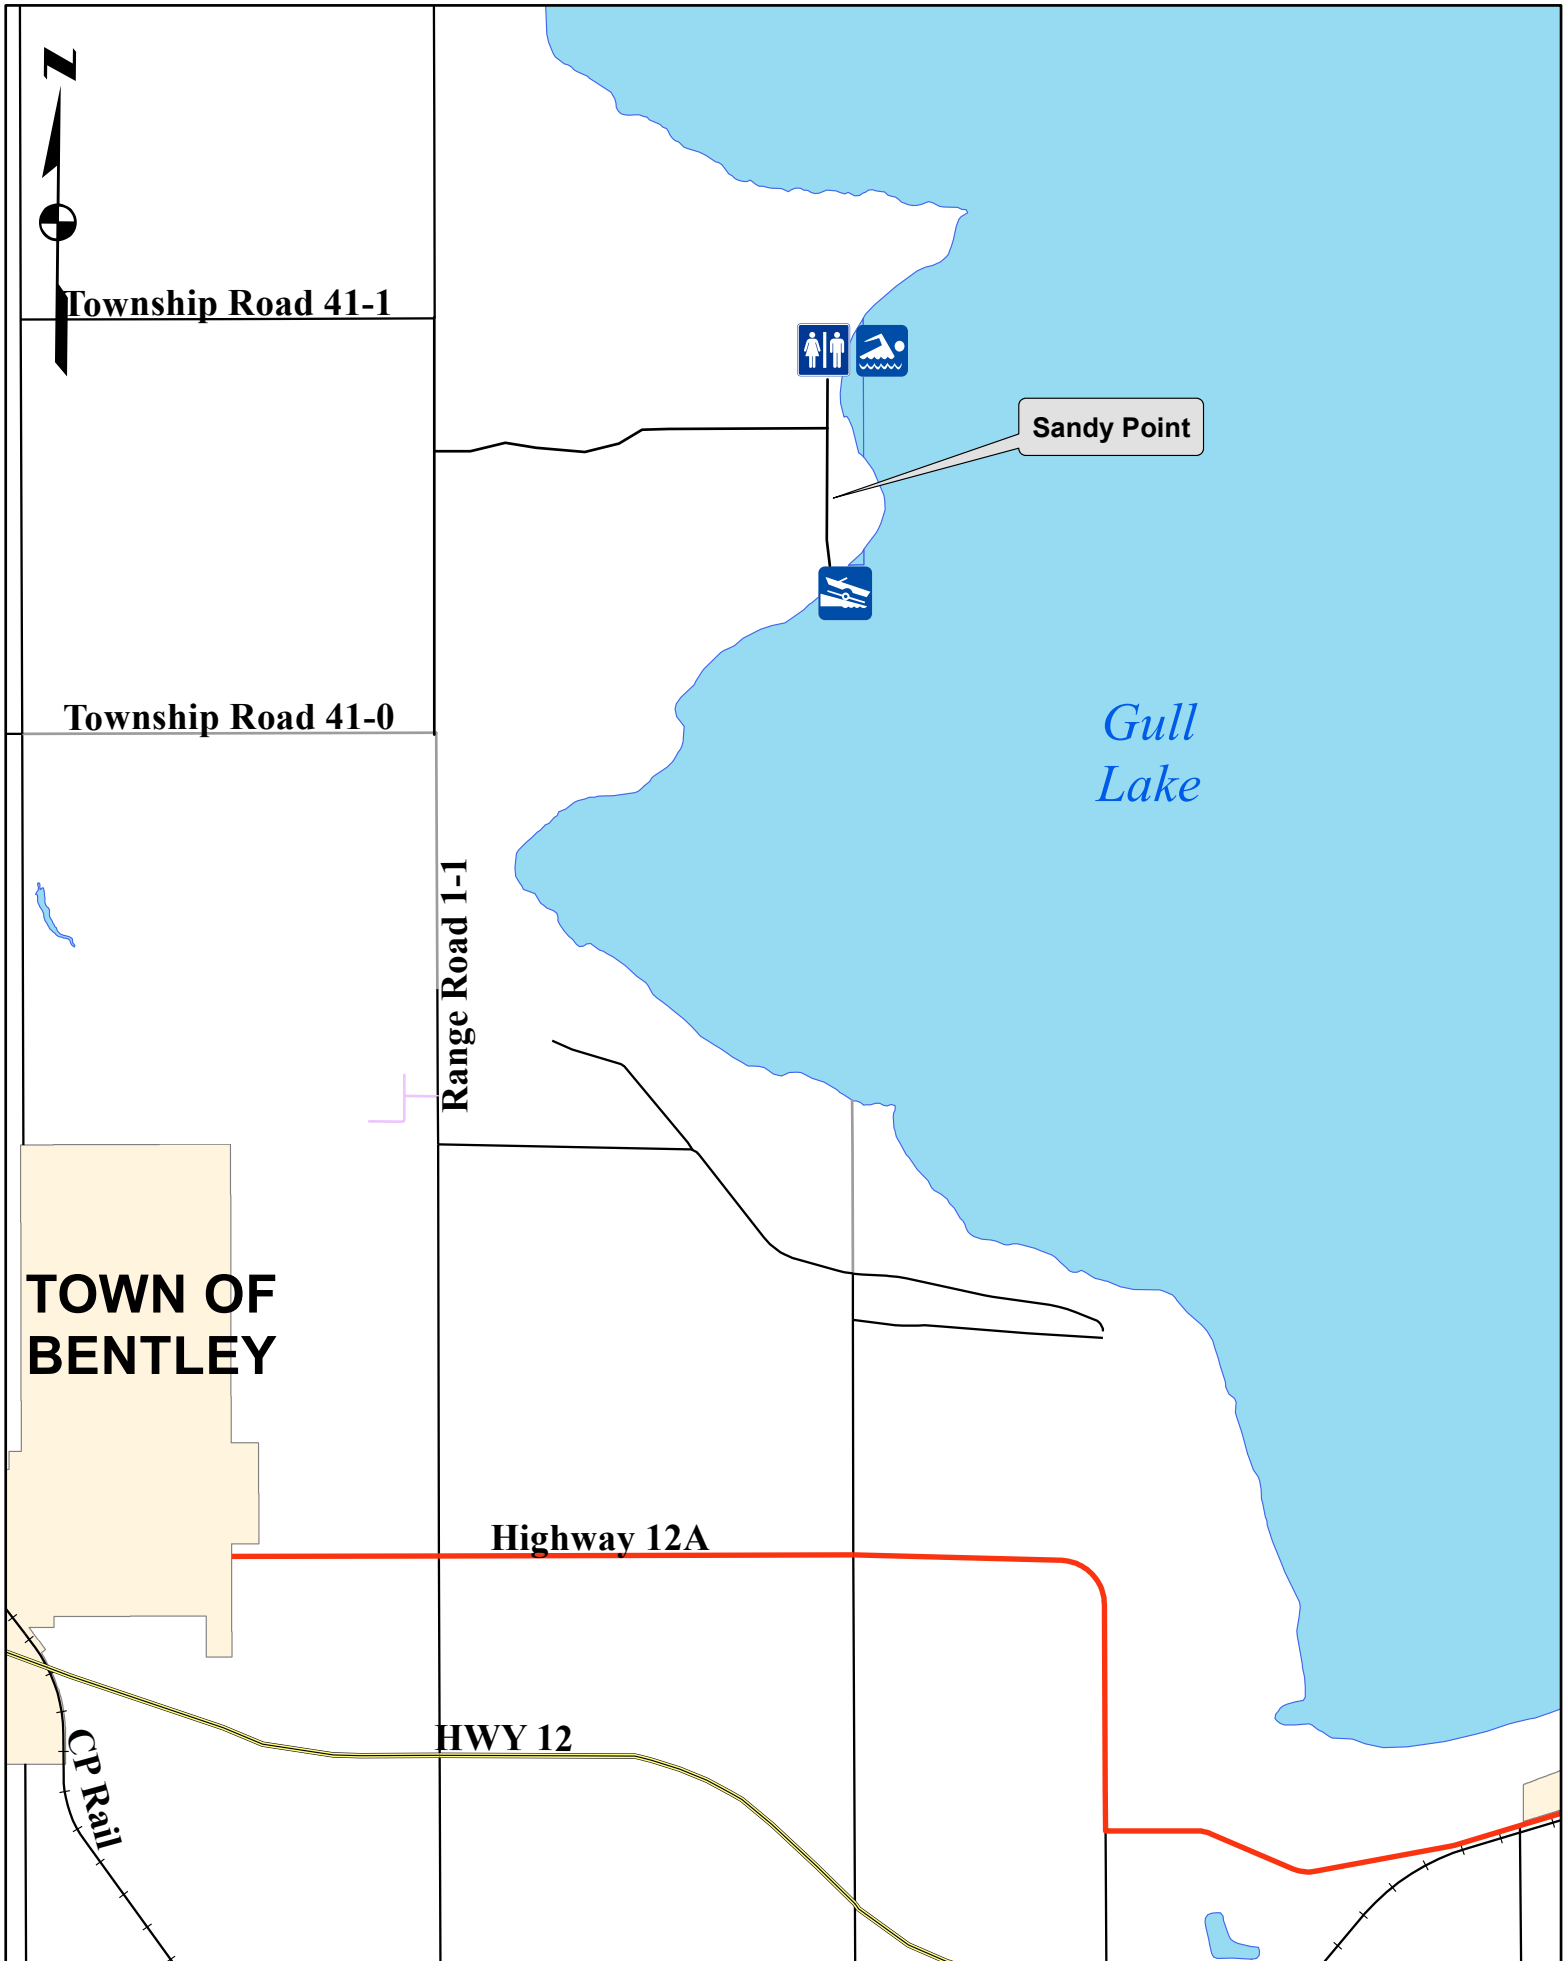 N
Township Road 41-1
Sandy Point
Township Road 41-0
Gull
Lake
Range Road 1-1
TOWN OF
BENTLEY
Highway 12A
HWY 12
CP Rail